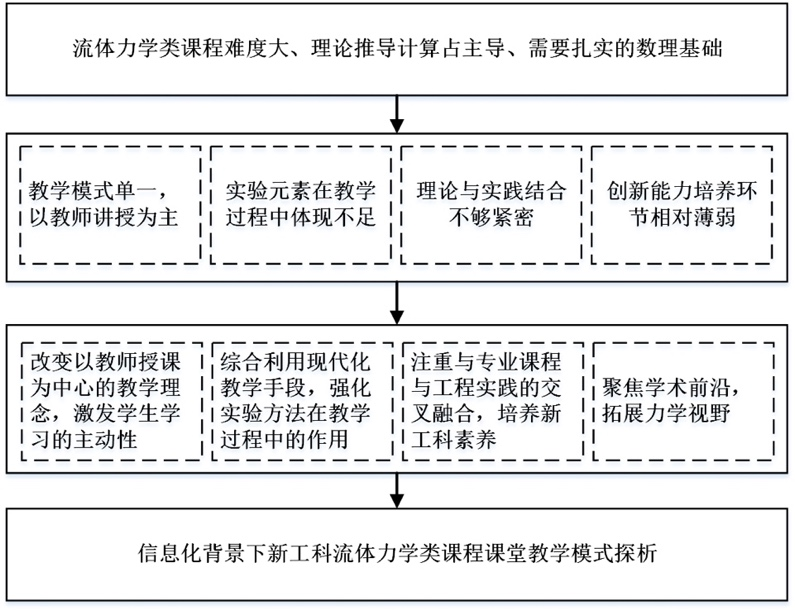 流体力学类课程难度大、理论推导计算占主导、需要扎实的数理基础
教学模式单一，
以教师讲授为主
实验元素在教学
过程中体现不足
理论与实践结合
不够紧密
创新能力培养环
节相对薄弱
改变以教师授课
为中心的教学理
念，激发学生学
习的主动性
综合利用现代化
教学手段，强化
实验方法在教学
过程中的作用
注重与专业课程
与工程实践的交
叉融合，培养新
工科素养
聚焦学术前沿，
拓展力学视野
信息化背景下新工科流体力学类课程课堂教学模式探析